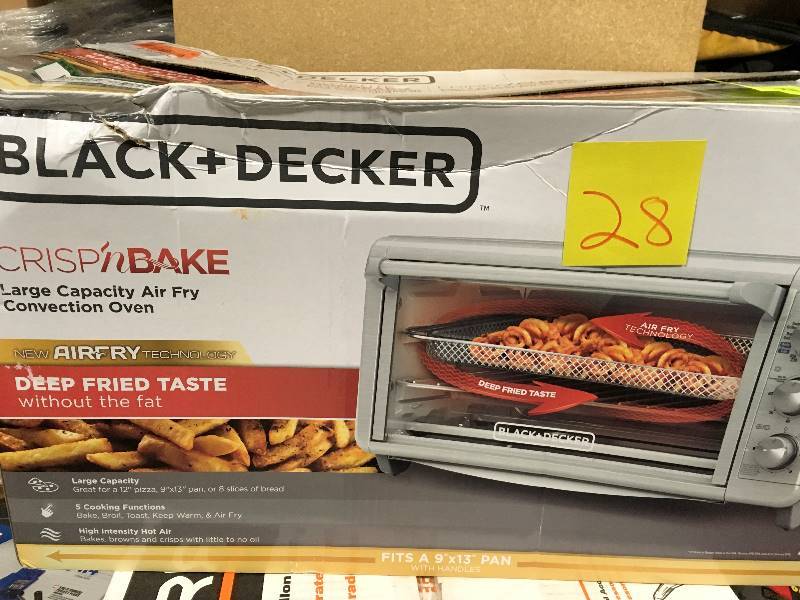 BLACK+DECKER
BLACK+DECKER
TM
28
CRISP'nBAKE
Large Capacity Air Fry
Convection Oven
NEW AIRFRY TECHNOLOGY
DEEP FRIED TASTE
without the fat
AIR FRY
TECHNOLOGY
DEEP FRIED TASTE
BLACK+DECKER
Large Capacity
Great for a 12" pizza, 9"x13" pan, or 8 slices of bread
5 Cooking Functions
Bake, Broil, Toast, Keep Warm, & Air Fry
High Intensity Hot Air
Bakes, browns and crisps with little to no oil
FITS A 9"x13" PAN
WITH HANDLES